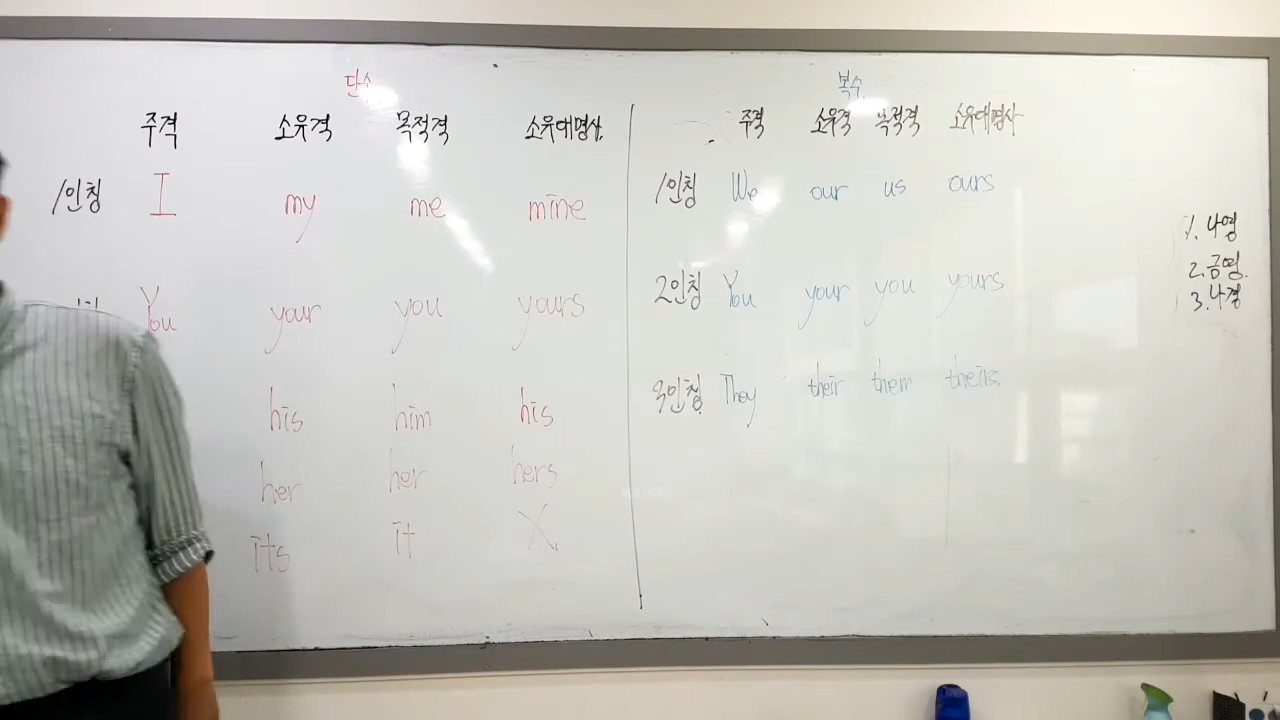 단수
주격 소유격 목적격 소유대명사
1인칭 I my me mine
You your you yours
his him his
her her hers
its it X
복수
주격 소유격 목적격 소유대명사
1인칭 We our us ours
2인칭 You your you yours
3인칭 They their them theirs.
1. 나영
2. 금영.
3. 나경